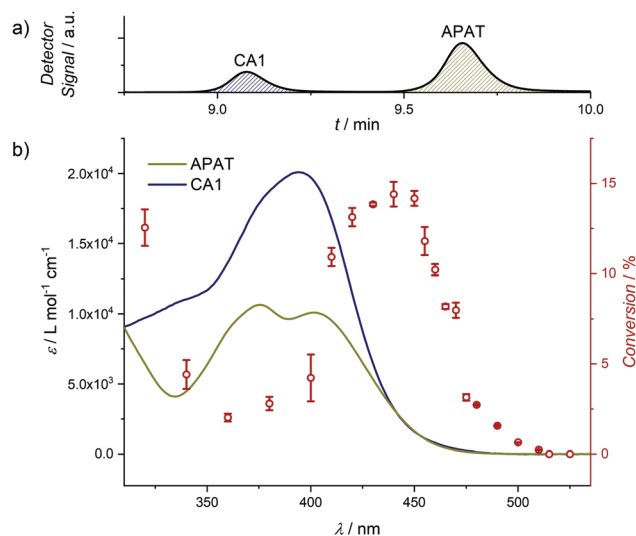 a)
Detector
Signal / a.u.
CA1
APAT
9.0
9.5
10.0
t / min
b)
APAT
CA1
2.0x10⁴
1.5x10⁴
1.0x10⁴
5.0x10³
0.0
ε / L mol⁻¹ cm⁻¹
15
10
5
0
Conversion / %
350
400
450
500
λ / nm